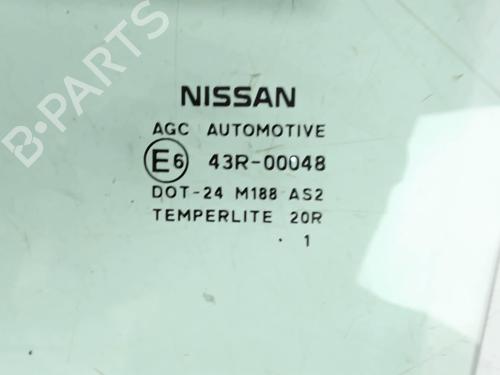 NISSAN
AGC AUTOMOTIVE
E6 43R-00048
DOT-24 M188 AS2
TEMPERLITE 20R
. 1
B-PARTS